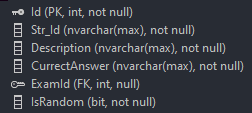 Id (PK, int, not null)
Str_Id (nvarchar(max), not null)
Description (nvarchar(max), not null)
CurrectAnswer (nvarchar(max), not null)
ExamId (FK, int, null)
IsRandom (bit, not null)